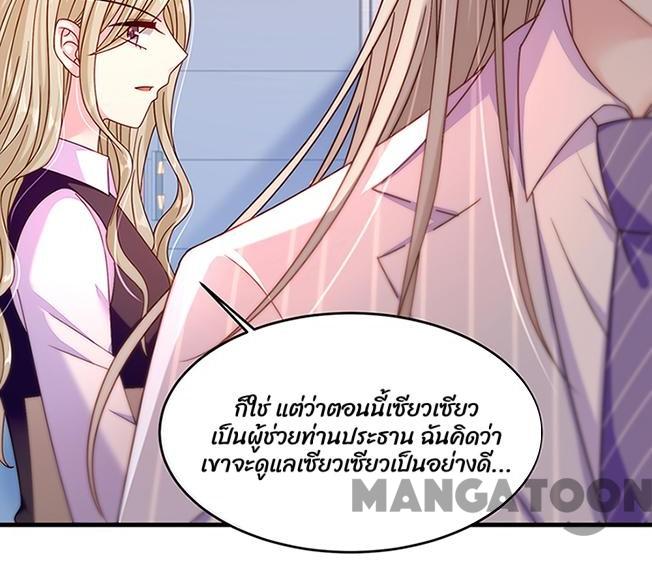 ก็ใช่ แต่ว่าตอนนี้เซียวเซียว
เป็นผู้ช่วยท่านประธาน ฉันคิดว่า
เขาจะดูแลเซียวเซียวเป็นอย่างดี...
MANGATOON